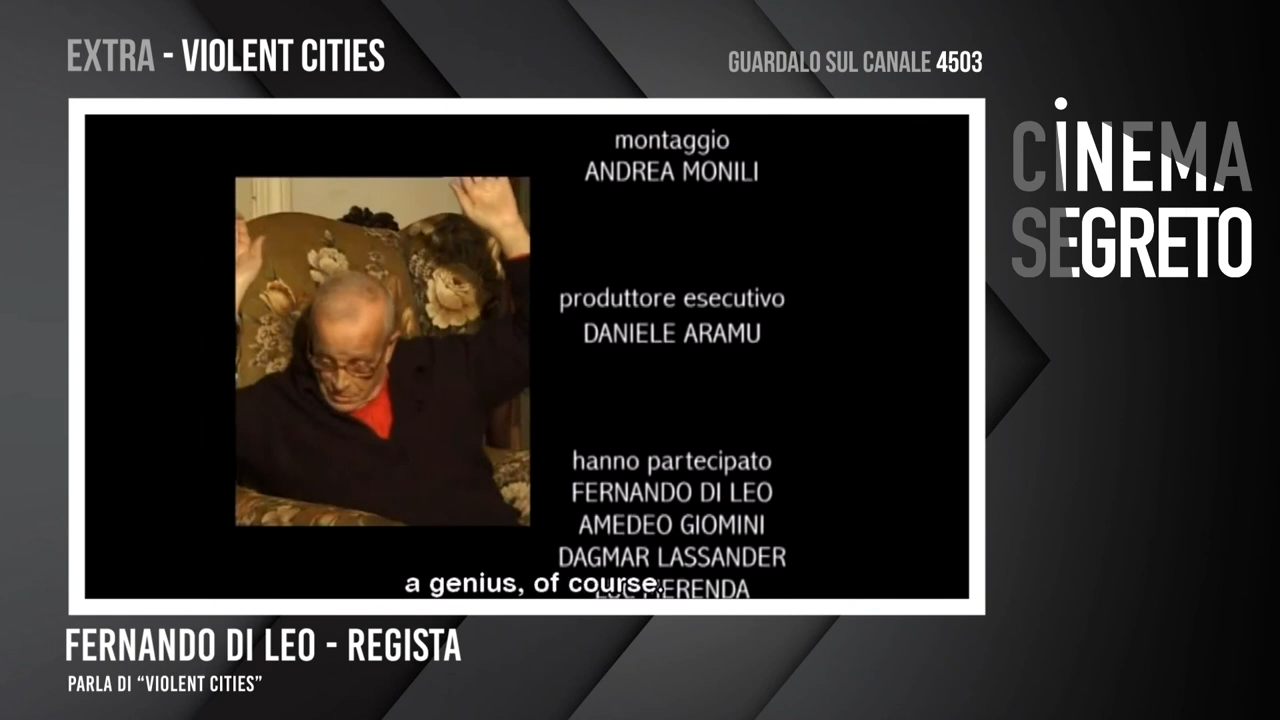 EXTRA - VIOLENT CITIES
GUARDALO SUL CANALE 4503
CINEMA
SEGRETO
montaggio
ANDREA MONILI
produttore esecutivo
DANIELE ARAMU
hanno partecipato
FERNANDO DI LEO
AMEDEO GIOMINI
DAGMAR LASSANDER
MERENDA
a genius, of course.
FERNANDO DI LEO - REGISTA
PARLA DI “VIOLENT CITIES”